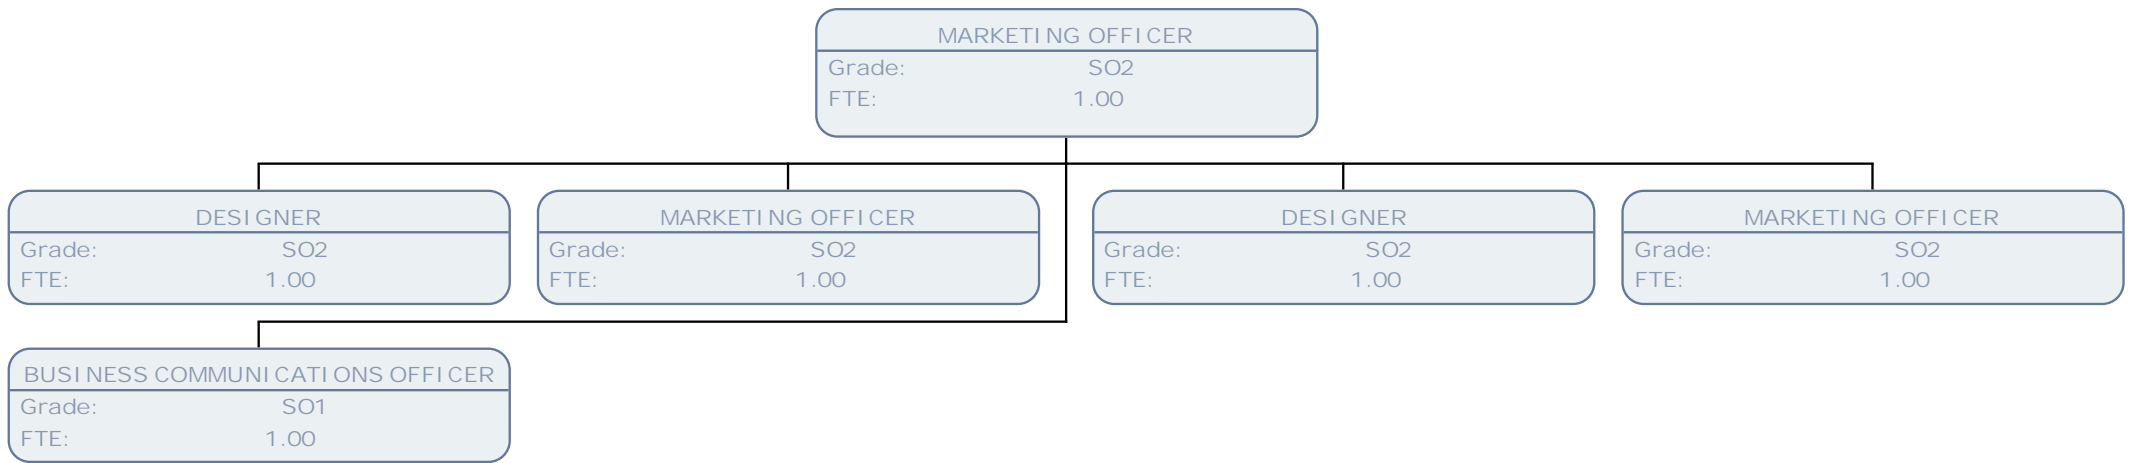 MARKETING OFFICER
Grade: SO2
FTE: 1.00
DESIGNER
Grade: SO2
FTE: 1.00
MARKETING OFFICER
Grade: SO2
FTE: 1.00
DESIGNER
Grade: SO2
FTE: 1.00
MARKETING OFFICER
Grade: SO2
FTE: 1.00
BUSINESS COMMUNICATIONS OFFICER
Grade: SO1
FTE: 1.00